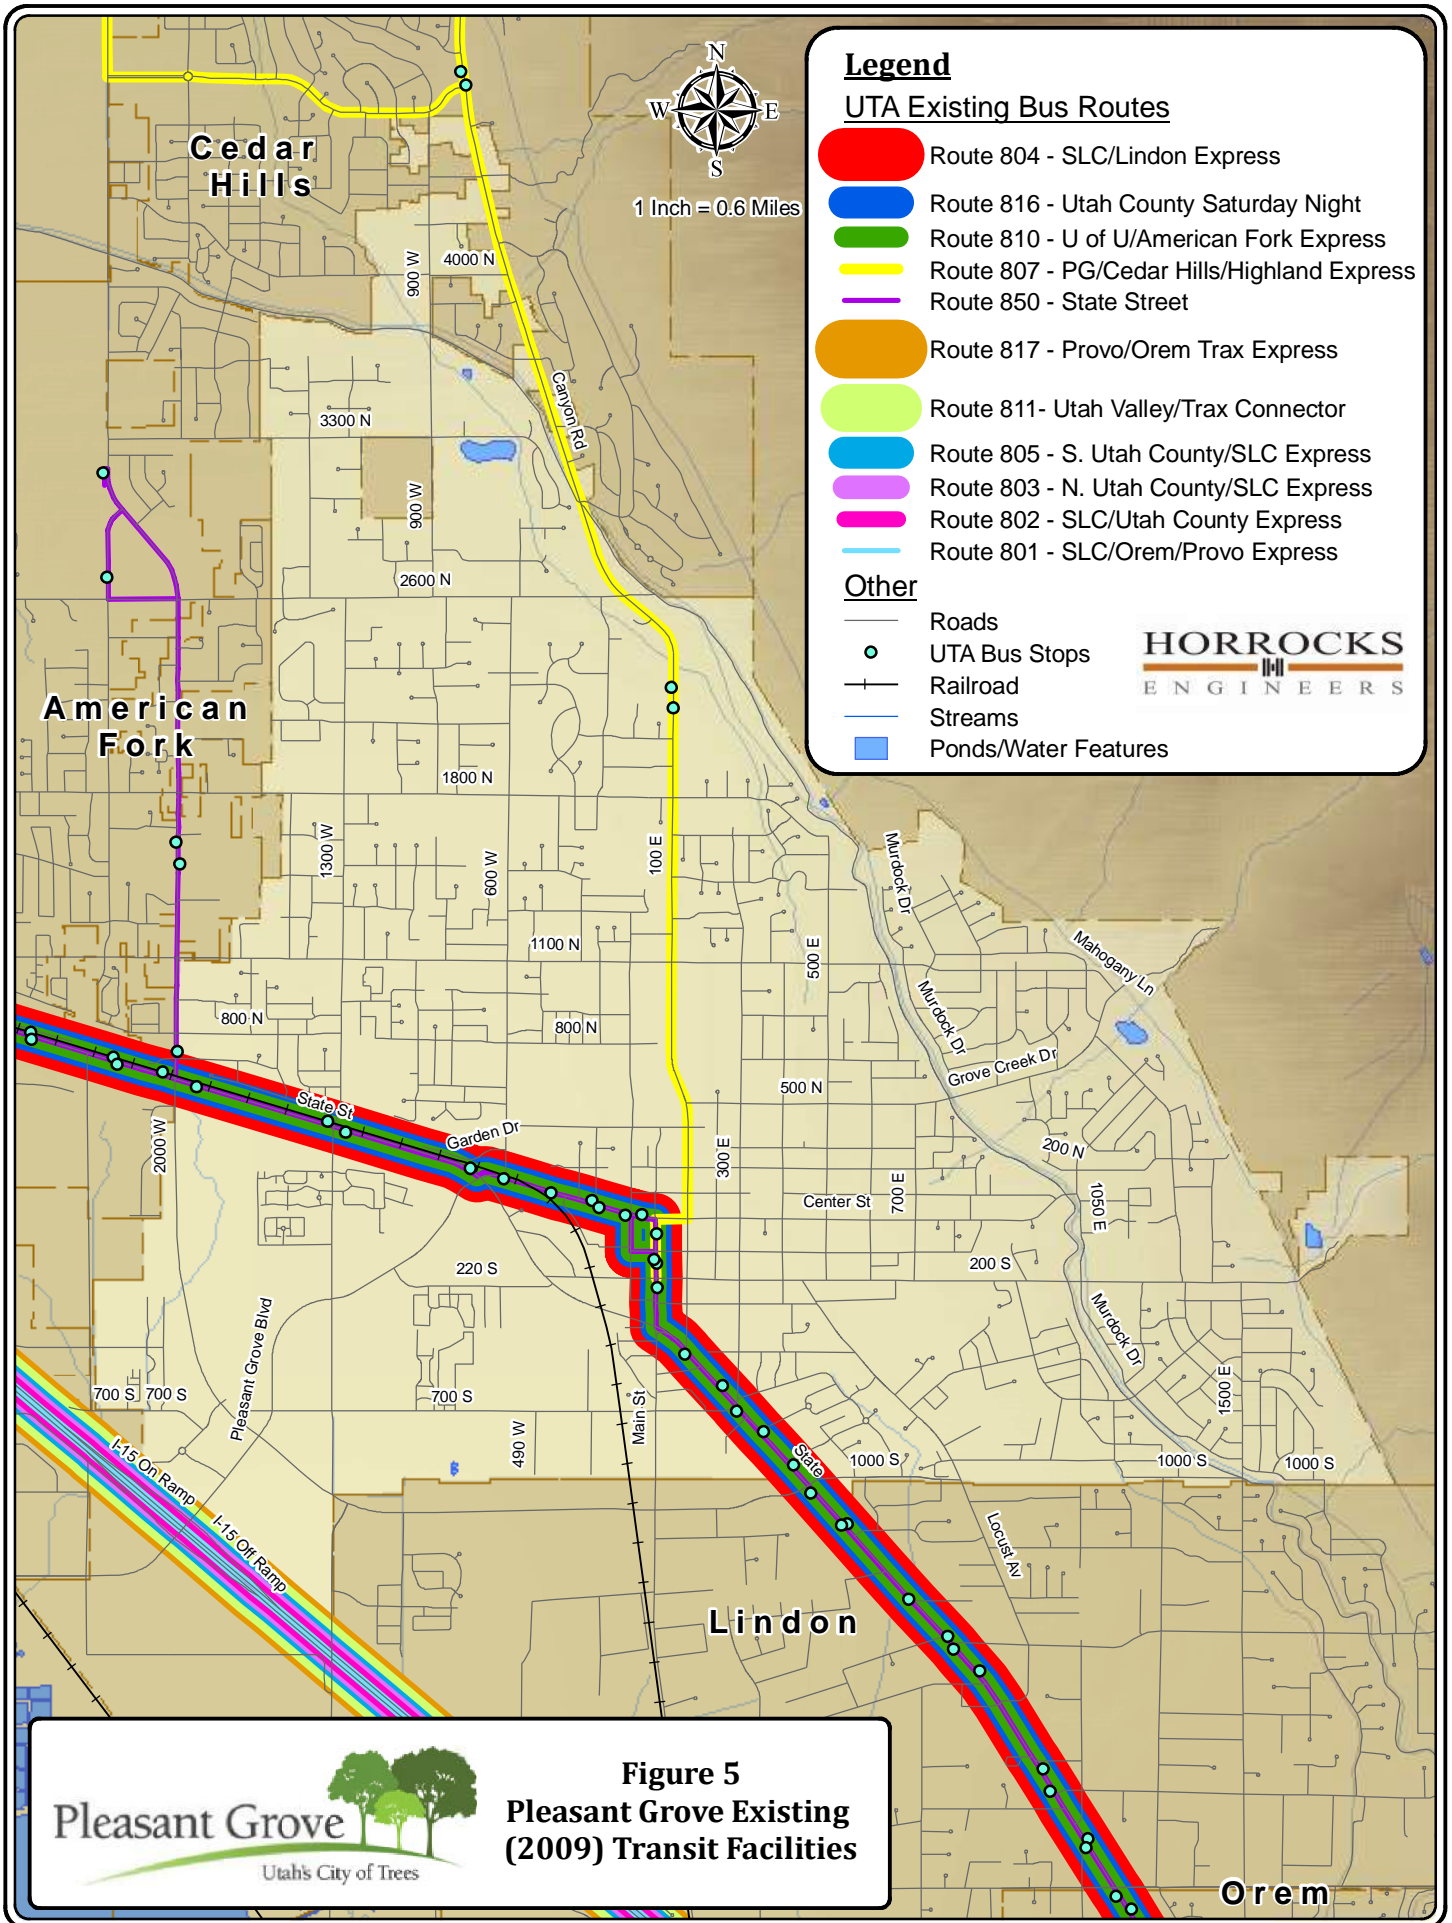 Legend
UTA Existing Bus Routes
Route 804 - SLC/Lindon Express
Route 816 - Utah County Saturday Night
Route 810 - U of U/American Fork Express
Route 807 - PG/Cedar Hills/Highland Express
Route 850 - State Street
Route 817 - Provo/Orem Trax Express
Route 811- Utah Valley/Trax Connector
Route 805 - S. Utah County/SLC Express
Route 803 - N. Utah County/SLC Express
Route 802 - SLC/Utah County Express
Route 801 - SLC/Orem/Provo Express
Other
Roads
UTA Bus Stops
Railroad
Streams
Ponds/Water Features
HORROCKS
ENGINEERS
N
W
E
S
1 Inch = 0.6 Miles
Cedar
Hills
900 W
4000 N
Canyon Rd
3300 N
900 W
2600 N
American
Fork
1800 N
1300 W
600 W
100 E
Murdock Dr
1100 N
500 E
Mahogany Ln
800 N
800 N
Murdock Dr
Grove Creek Dr
500 N
State St
Garden Dr
2000 W
300 E
200 N
700 E
Center St
1050 E
220 S
200 S
Pleasant Grove Blvd
Murdock Dr
700 S
700 S
700 S
Main St
1500 E
490 W
State
1000 S
1000 S
1000 S
I-15 On Ramp
I-15 Off Ramp
Locust Av
Lindon
Orem
Pleasant Grove
Utah's City of Trees
Figure 5
Pleasant Grove Existing
(2009) Transit Facilities